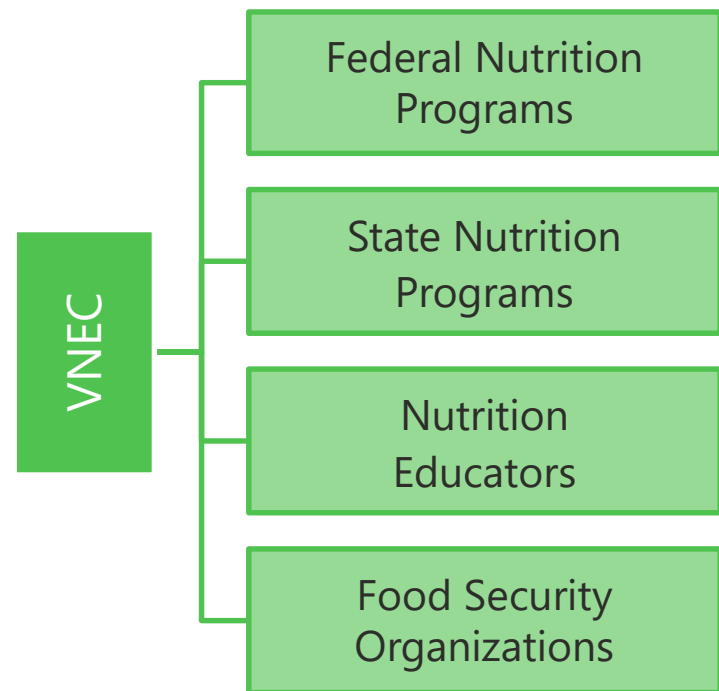 Federal Nutrition
Programs
State Nutrition
Programs
VNEC
Nutrition
Educators
Food Security
Organizations